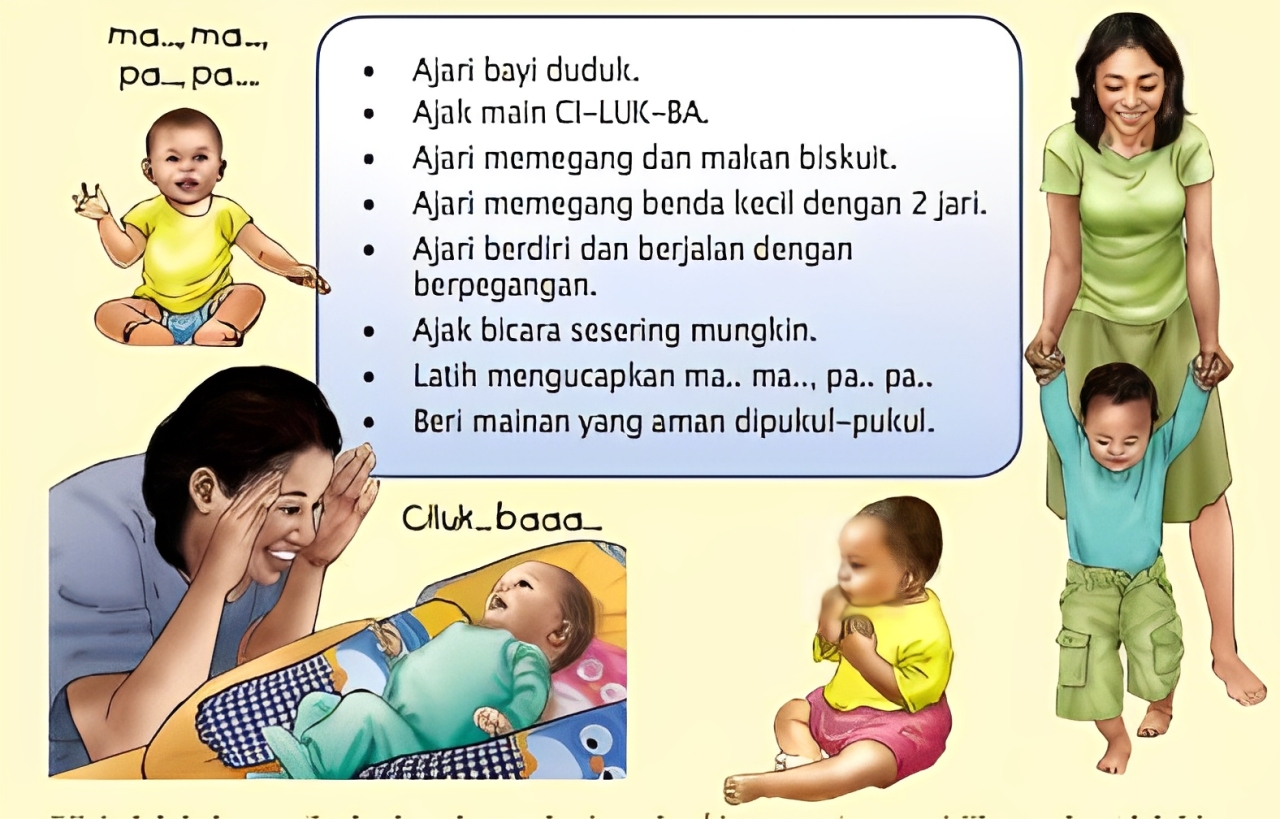 ma.., ma..,
pa.., pa....
• Ajari bayi duduk.
• Ajak main CI-LUK-BA.
• Ajari memegang dan makan biskuit.
• Ajari memegang benda kecil dengan 2 jari.
• Ajari berdiri dan berjalan dengan
berpegangan.
• Ajak bicara sesering mungkin.
• Latih mengucapkan ma.. ma.., pa.. pa..
• Beri mainan yang aman dipukul-pukul.
Ciluk..baaa..